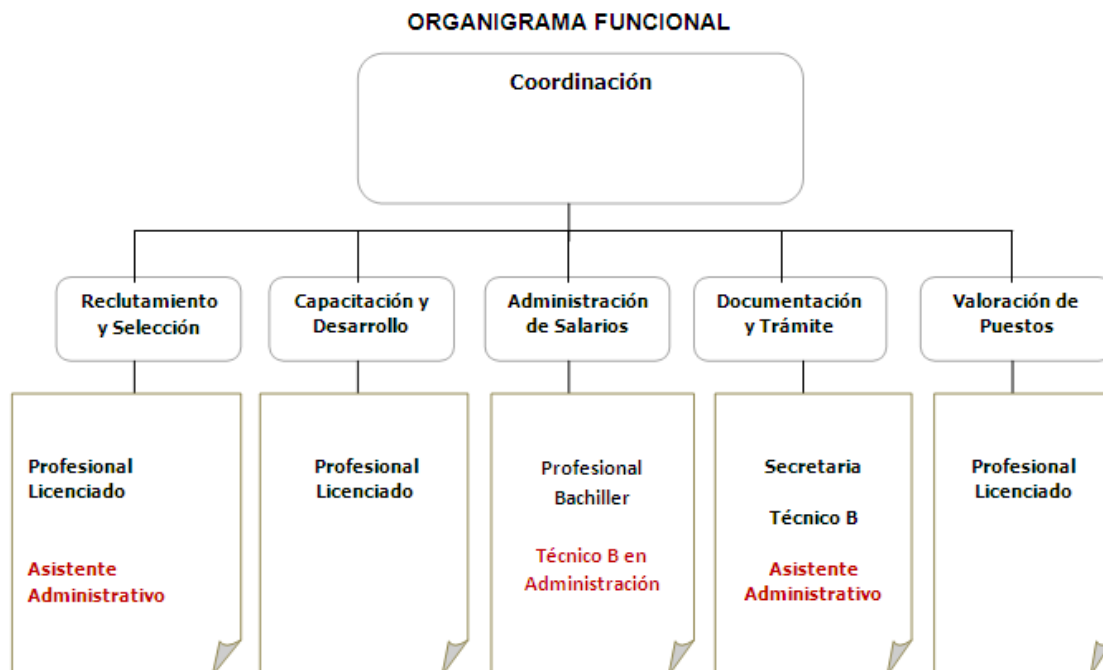 ORGANIGRAMA FUNCIONAL
Coordinación
Reclutamiento
y Selección
Capacitación y
Desarrollo
Administración
de Salarios
Documentación
y Trámite
Valoración de
Puestos
Profesional
Licenciado
Asistente
Administrativo
Profesional
Licenciado
Profesional
Bachiller
Técnico B en
Administración
Secretaria
Técnico B
Asistente
Administrativo
Profesional
Licenciado